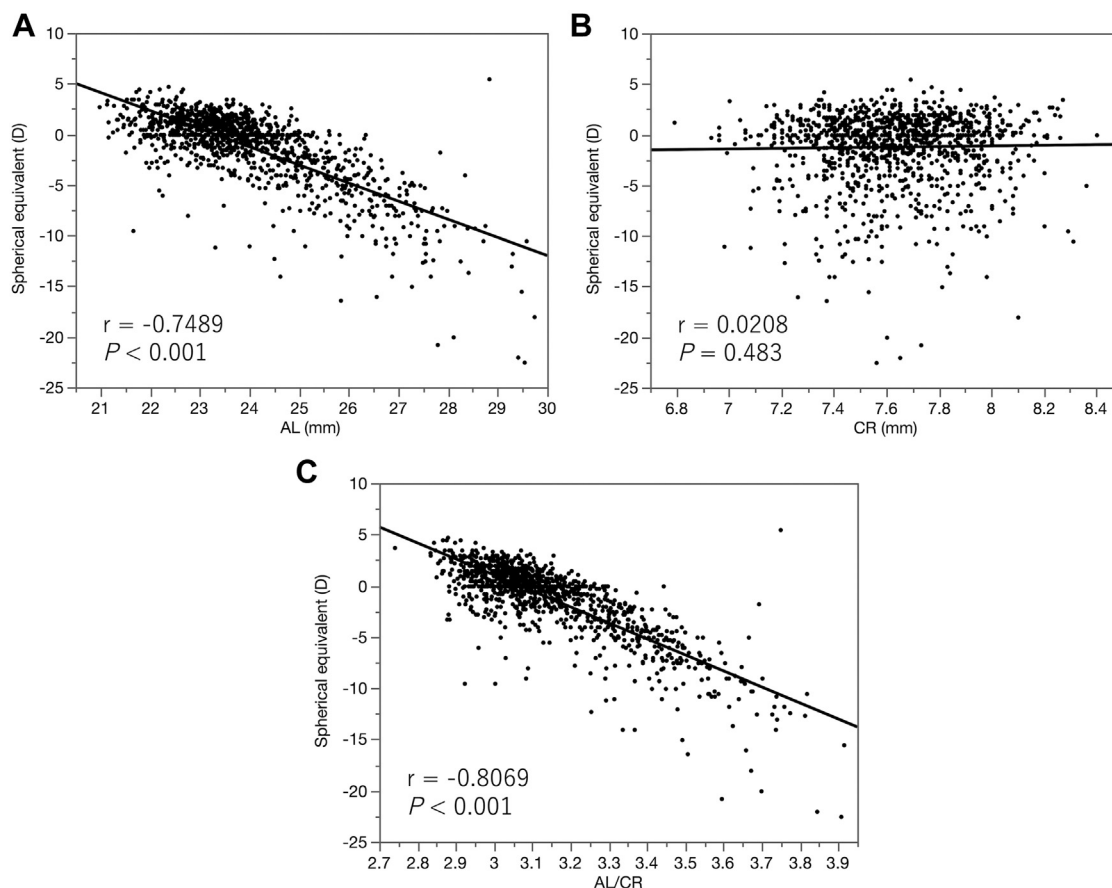 A
10
5
0
-5
-10
-15
-20
-25
Spherical equivalent (D)
r = -0.7489
P < 0.001
21 22 23 24 25 26 27 28 29 30
AL (mm)
B
10
5
0
-5
-10
-15
-20
-25
Spherical equivalent (D)
r = 0.0208
P = 0.483
6.8 7 7.2 7.4 7.6 7.8 8 8.2 8.4
CR (mm)
C
10
5
0
-5
-10
-15
-20
-25
Spherical equivalent (D)
r = -0.8069
P < 0.001
2.7 2.8 2.9 3 3.1 3.2 3.3 3.4 3.5 3.6 3.7 3.8 3.9
AL/CR